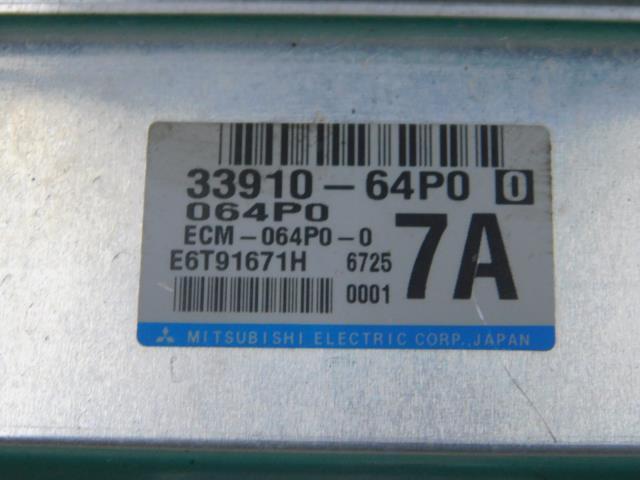 33910-64P0 0
064P0
ECM-064P0-0
E6T91671H 6725
0001
7A
MITSUBISHI ELECTRIC CORP.,JAPAN